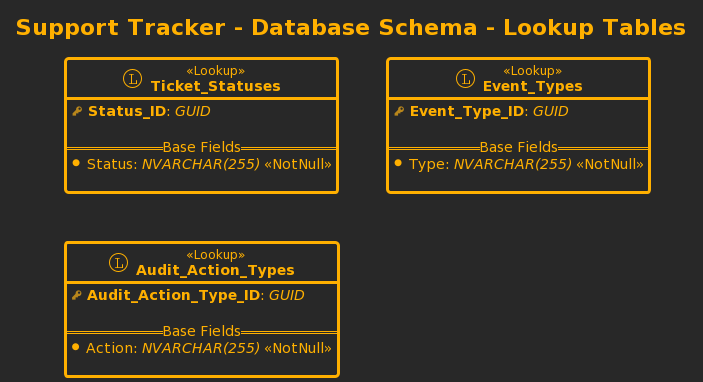 Support Tracker - Database Schema - Lookup Tables
«Lookup»
L Ticket_Statuses
Status_ID: GUID
Base Fields
Status: NVARCHAR(255) «NotNull»
«Lookup»
L Event_Types
Event_Type_ID: GUID
Base Fields
Type: NVARCHAR(255) «NotNull»
«Lookup»
L Audit_Action_Types
Audit_Action_Type_ID: GUID
Base Fields
Action: NVARCHAR(255) «NotNull»